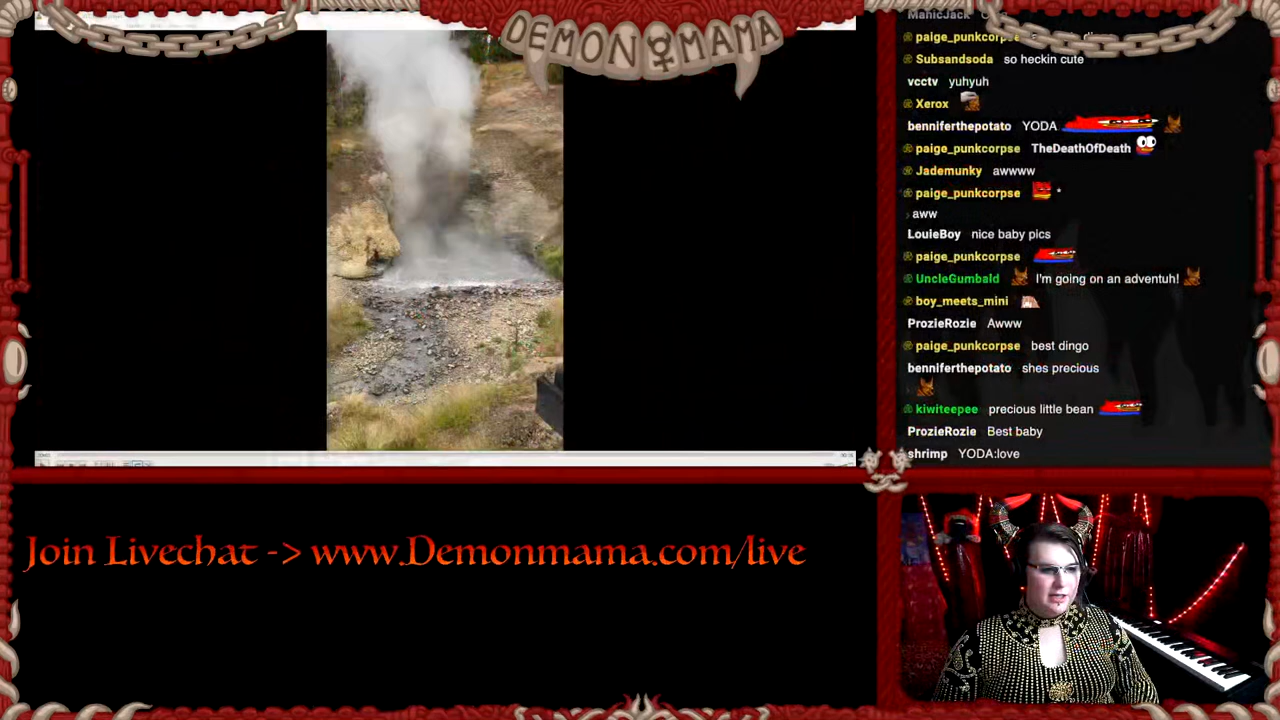 DEMON MAMA
ManicJack
paige_punkcorpse
Subsandsoda so heckin cute
vcctv yuhyuh
Xerox
benniferthepotato YODA
paige_punkcorpse TheDeathOfDeath
Jademunky awwww
paige_punkcorpse *
aww
LouieBoy nice baby pics
paige_punkcorpse
UncleGumbald I'm going on an adventuh!
boy_meets_mini
ProzieRozie Awww
paige_punkcorpse best dingo
benniferthepotato shes precious
kiwiteepee precious little bean
ProzieRozie Best baby
shrimp YODA:love
Join Livechat -> www.Demonmama.com/live